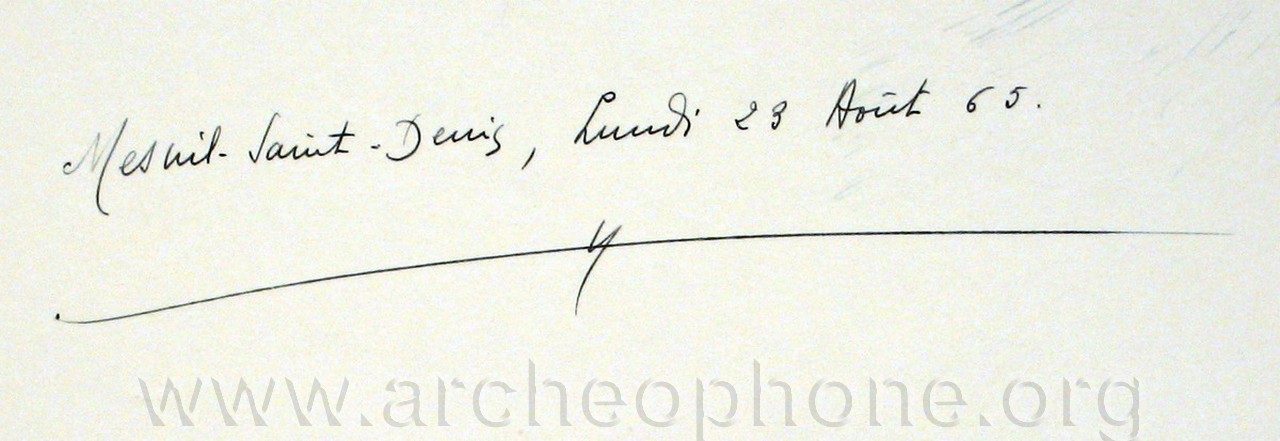 Mesnil-Saint-Denis, Lundi 23 Août 65.
www.archeophone.org